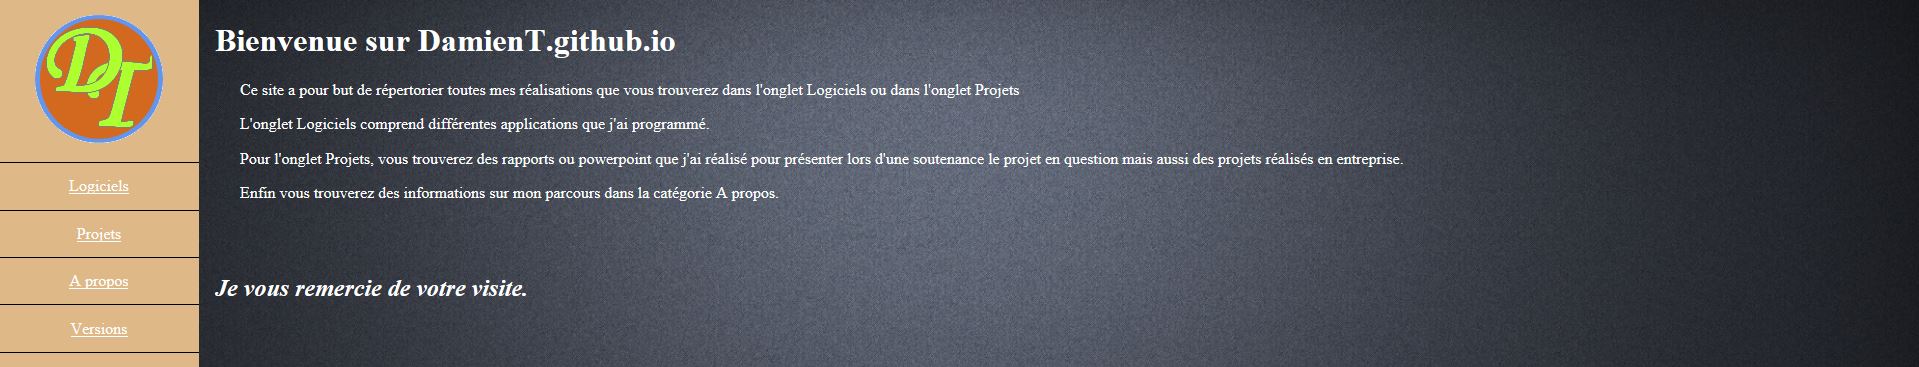 DT
Logiciels
Projets
A propos
Versions
Bienvenue sur DamienT.github.io
Ce site a pour but de répertorier toutes mes réalisations que vous trouverez dans l'onglet Logiciels ou dans l'onglet Projets
L'onglet Logiciels comprend différentes applications que j'ai programmé.
Pour l'onglet Projets, vous trouverez des rapports ou powerpoint que j'ai réalisé pour présenter lors d'une soutenance le projet en question mais aussi des projets réalisés en entreprise.
Enfin vous trouverez des informations sur mon parcours dans la catégorie A propos.
Je vous remercie de votre visite.